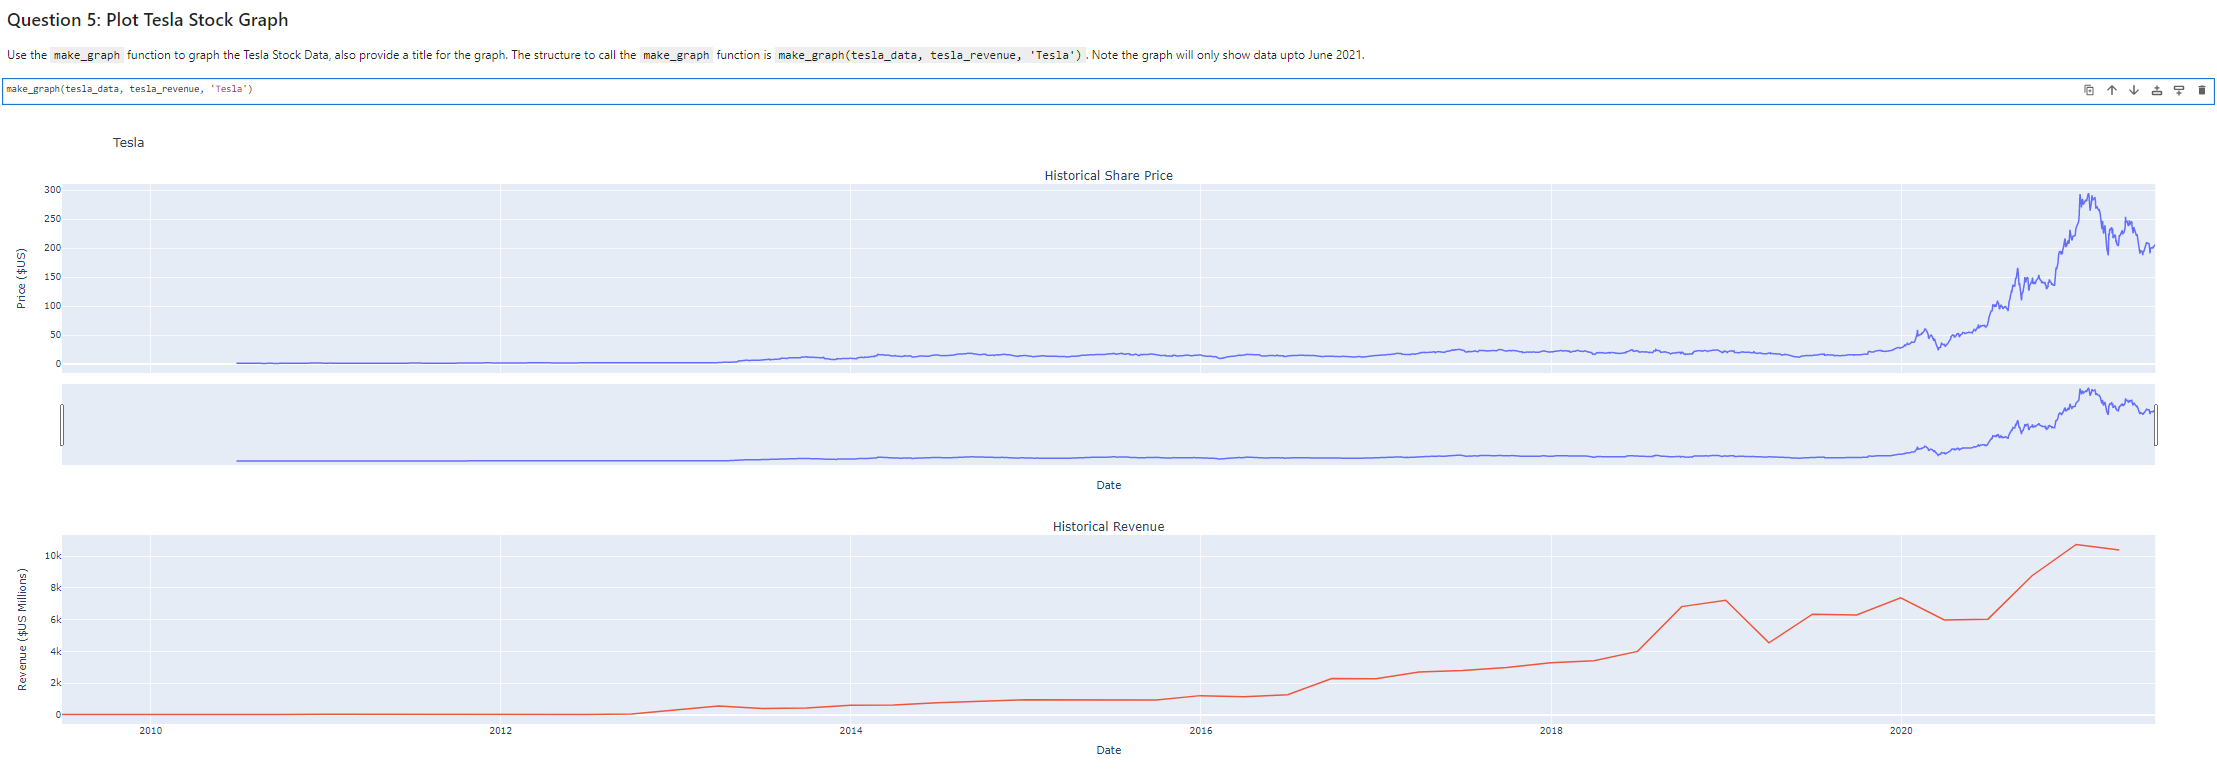 Question 5: Plot Tesla Stock Graph
Use the make_graph function to graph the Tesla Stock Data, also provide a title for the graph. The structure to call the make_graph function is make_graph(tesla_data, tesla_revenue, 'Tesla') . Note the graph will only show data upto June 2021.
make_graph(tesla_data, tesla_revenue, 'Tesla')
Tesla
Historical Share Price
Price ($US)
300
250
200
150
100
50
0
Date
Historical Revenue
Revenue ($US Millions)
10k
8k
6k
4k
2k
0
2010 2012 2014 2016 2018 2020
Date